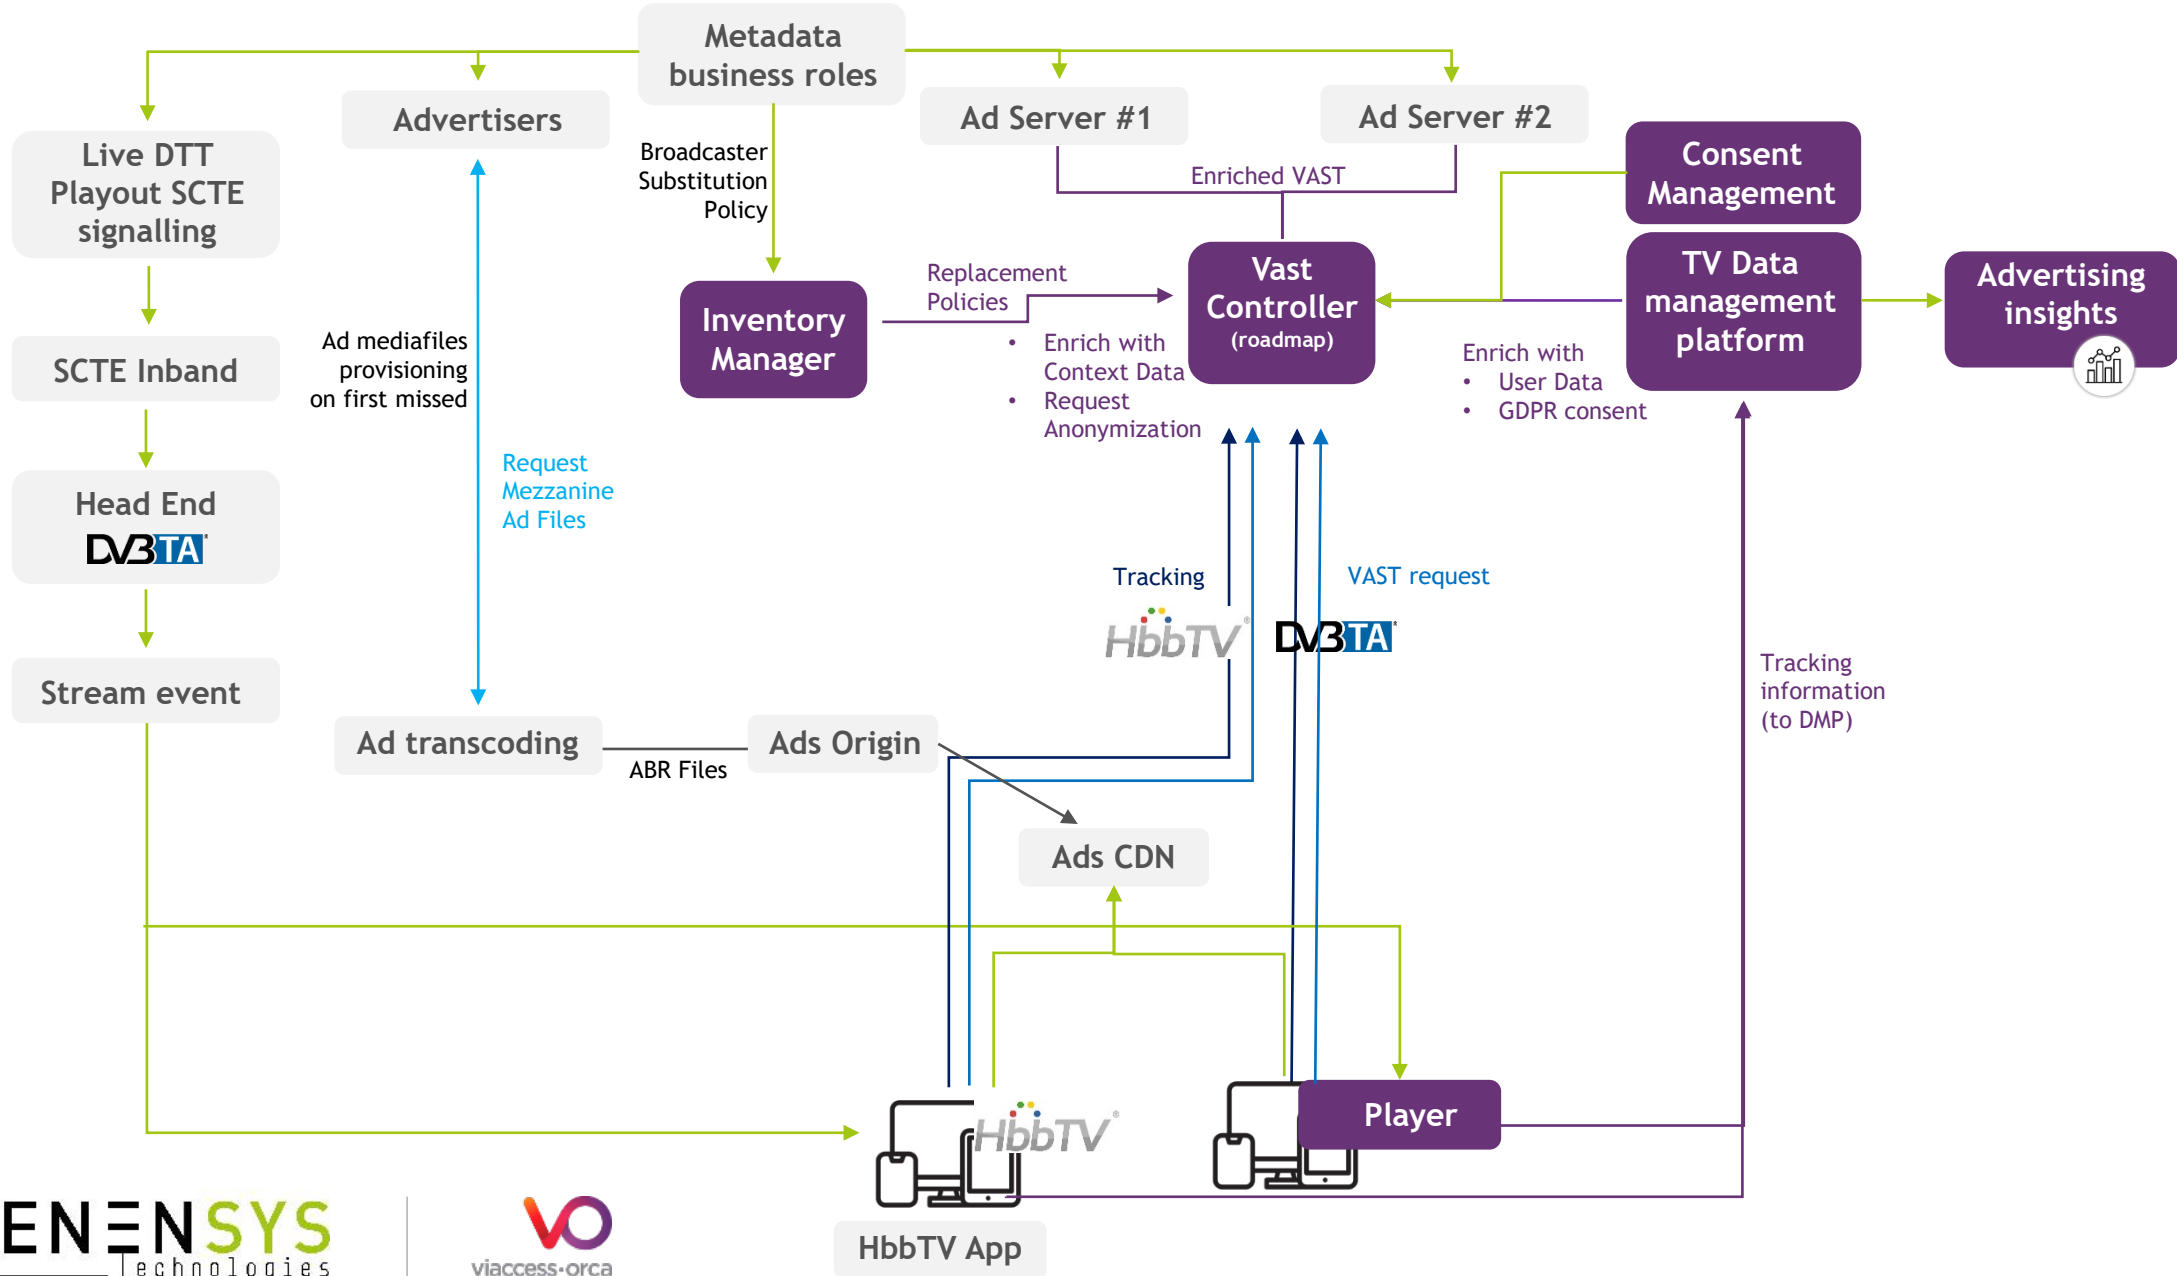 Metadata
business roles
Advertisers
Ad Server #1
Ad Server #2
Live DTT
Playout SCTE
signalling
Broadcaster
Substitution
Policy
Enriched VAST
Consent
Management
Replacement
Policies
Vast
Controller
(roadmap)
TV Data
management
platform
Advertising
insights
Inventory
Manager
SCTE Inband
Ad mediafiles
provisioning
on first missed
• Enrich with
Context Data
• Request
Anonymization
Enrich with
• User Data
• GDPR consent
Request
Mezzanine
Ad Files
Head End
DVB TA
Tracking
VAST request
HbbTV®
DVB TA
Stream event
Tracking
information
(to DMP)
Ad transcoding
ABR Files
Ads Origin
Ads CDN
HbbTV®
Player
HbbTV App
ENENSYS
Technologies
VO
viaccess·orca